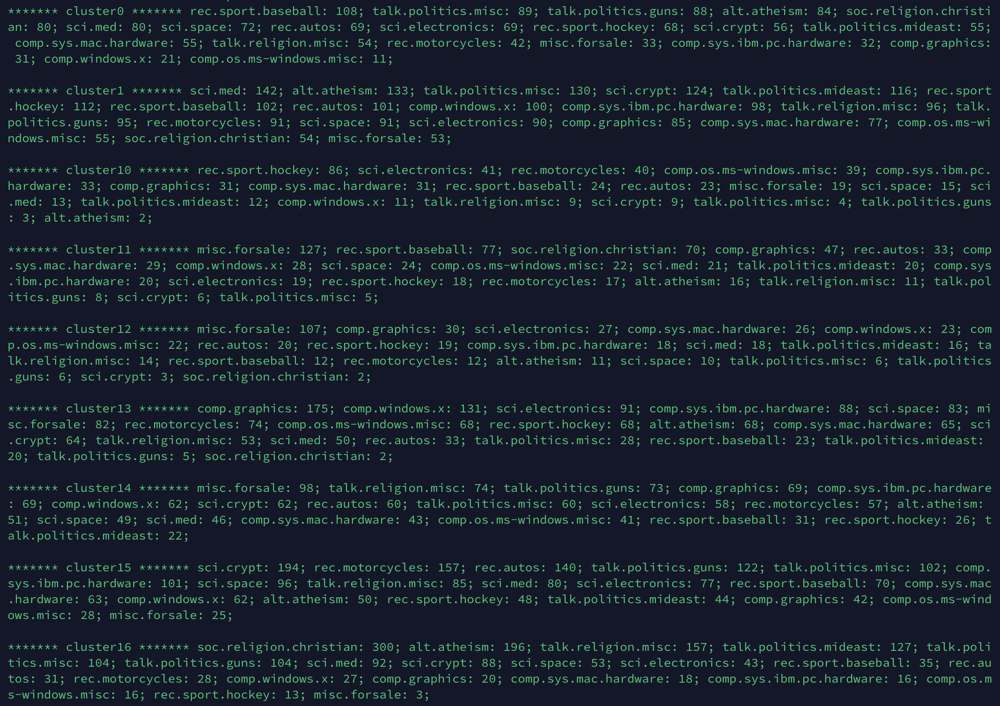 ******* cluster0 ******* rec.sport.baseball: 108; talk.politics.misc: 89; talk.politics.guns: 88; alt.atheism: 84; soc.religion.christi
an: 80; sci.med: 80; sci.space: 72; rec.autos: 69; sci.electronics: 69; rec.sport.hockey: 68; sci.crypt: 56; talk.politics.mideast: 55;
comp.sys.mac.hardware: 55; talk.religion.misc: 54; rec.motorcycles: 42; misc.forsale: 33; comp.sys.ibm.pc.hardware: 32; comp.graphics:
31; comp.windows.x: 21; comp.os.ms-windows.misc: 11;
******* cluster1 ******* sci.med: 142; alt.atheism: 133; talk.politics.misc: 130; sci.crypt: 124; talk.politics.mideast: 116; rec.sport
.hockey: 112; rec.sport.baseball: 102; rec.autos: 101; comp.windows.x: 100; comp.sys.ibm.pc.hardware: 98; talk.religion.misc: 96; talk.
politics.guns: 95; rec.motorcycles: 91; sci.space: 91; sci.electronics: 90; comp.graphics: 85; comp.sys.mac.hardware: 77; comp.os.ms-wi
ndows.misc: 55; soc.religion.christian: 54; misc.forsale: 53;
******* cluster10 ******* rec.sport.hockey: 86; sci.electronics: 41; rec.motorcycles: 40; comp.os.ms-windows.misc: 39; comp.sys.ibm.pc.
hardware: 33; comp.graphics: 31; comp.sys.mac.hardware: 31; rec.sport.baseball: 24; rec.autos: 23; misc.forsale: 19; sci.space: 15; sci
.med: 13; talk.politics.mideast: 12; comp.windows.x: 11; talk.religion.misc: 9; sci.crypt: 9; talk.politics.misc: 4; talk.politics.guns
: 3; alt.atheism: 2;
******* cluster11 ******* misc.forsale: 127; rec.sport.baseball: 77; soc.religion.christian: 70; comp.graphics: 47; rec.autos: 33; comp
.sys.mac.hardware: 29; comp.windows.x: 28; sci.space: 24; comp.os.ms-windows.misc: 22; sci.med: 21; talk.politics.mideast: 20; comp.sys
.ibm.pc.hardware: 20; sci.electronics: 19; rec.sport.hockey: 18; rec.motorcycles: 17; alt.atheism: 16; talk.religion.misc: 11; talk.pol
itics.guns: 8; sci.crypt: 6; talk.politics.misc: 5;
******* cluster12 ******* misc.forsale: 107; comp.graphics: 30; sci.electronics: 27; comp.sys.mac.hardware: 26; comp.windows.x: 23; com
p.os.ms-windows.misc: 22; rec.autos: 20; rec.sport.hockey: 19; comp.sys.ibm.pc.hardware: 18; sci.med: 18; talk.politics.mideast: 16; ta
lk.religion.misc: 14; rec.sport.baseball: 12; rec.motorcycles: 12; alt.atheism: 11; sci.space: 10; talk.politics.misc: 6; talk.politics
.guns: 6; sci.crypt: 3; soc.religion.christian: 2;
******* cluster13 ******* comp.graphics: 175; comp.windows.x: 131; sci.electronics: 91; comp.sys.ibm.pc.hardware: 88; sci.space: 83; mi
sc.forsale: 82; rec.motorcycles: 74; comp.os.ms-windows.misc: 68; rec.sport.hockey: 68; alt.atheism: 68; comp.sys.mac.hardware: 65; sci
.crypt: 64; talk.religion.misc: 53; sci.med: 50; rec.autos: 33; talk.politics.misc: 28; rec.sport.baseball: 23; talk.politics.mideast:
20; talk.politics.guns: 5; soc.religion.christian: 2;
******* cluster14 ******* misc.forsale: 98; talk.religion.misc: 74; talk.politics.guns: 73; comp.graphics: 69; comp.sys.ibm.pc.hardware
: 69; comp.windows.x: 62; sci.crypt: 62; rec.autos: 60; talk.politics.misc: 60; sci.electronics: 58; rec.motorcycles: 57; alt.atheism:
51; sci.space: 49; sci.med: 46; comp.sys.mac.hardware: 43; comp.os.ms-windows.misc: 41; rec.sport.baseball: 31; rec.sport.hockey: 26; t
alk.politics.mideast: 22;
******* cluster15 ******* sci.crypt: 194; rec.motorcycles: 157; rec.autos: 140; talk.politics.guns: 122; talk.politics.misc: 102; comp.
sys.ibm.pc.hardware: 101; sci.space: 96; talk.religion.misc: 85; sci.med: 80; sci.electronics: 77; rec.sport.baseball: 70; comp.sys.mac
.hardware: 63; comp.windows.x: 62; alt.atheism: 50; rec.sport.hockey: 48; talk.politics.mideast: 44; comp.graphics: 42; comp.os.ms-wind
ows.misc: 28; misc.forsale: 25;
******* cluster16 ******* soc.religion.christian: 300; alt.atheism: 196; talk.religion.misc: 157; talk.politics.mideast: 127; talk.poli
tics.misc: 104; talk.politics.guns: 104; sci.med: 92; sci.crypt: 88; sci.space: 53; sci.electronics: 43; rec.sport.baseball: 35; rec.au
tos: 31; rec.motorcycles: 28; comp.windows.x: 27; comp.graphics: 20; comp.sys.mac.hardware: 18; comp.sys.ibm.pc.hardware: 16; comp.os.m
s-windows.misc: 16; rec.sport.hockey: 13; misc.forsale: 3;